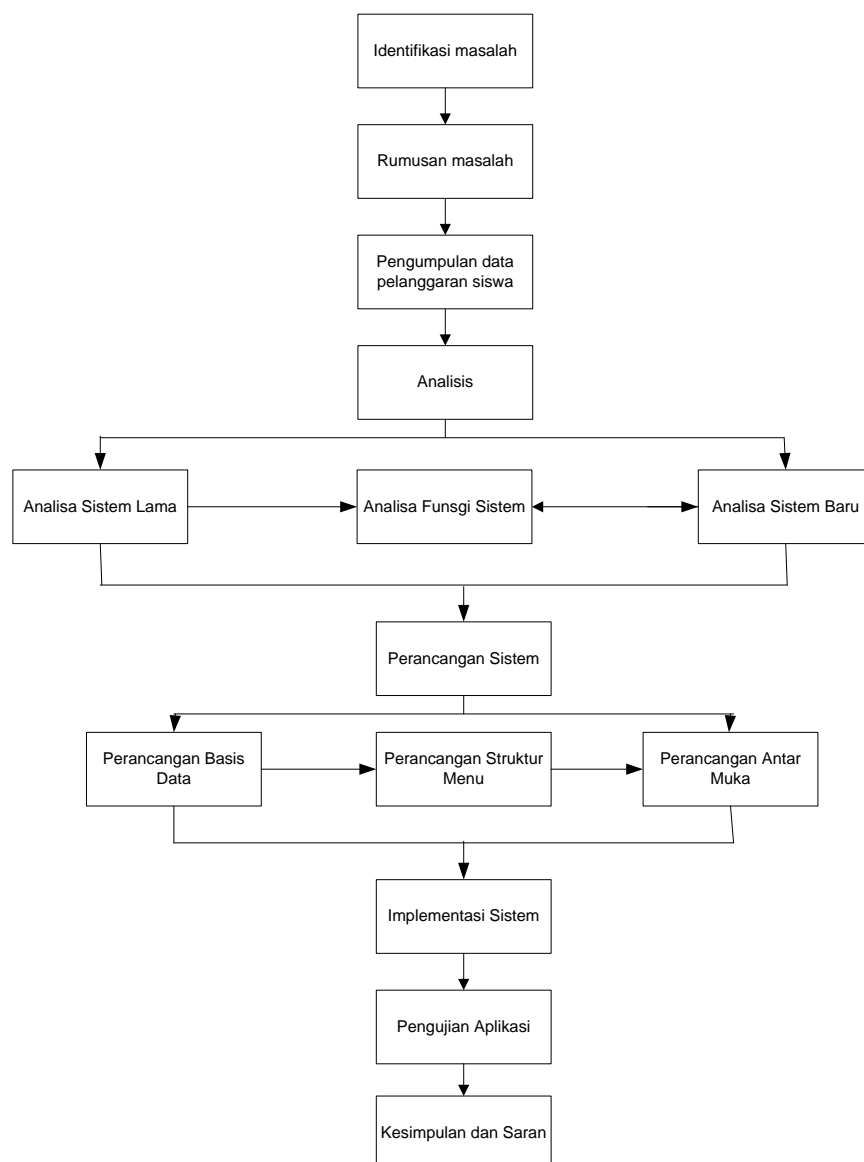 Identifikasi masalah
Rumusan masalah
Pengumpulan data
pelanggaran siswa
Analisis
Analisa Sistem Lama
Analisa Funsgi Sistem
Analisa Sistem Baru
Perancangan Sistem
Perancangan Basis
Data
Perancangan Struktur
Menu
Perancangan Antar
Muka
Implementasi Sistem
Pengujian Aplikasi
Kesimpulan dan Saran